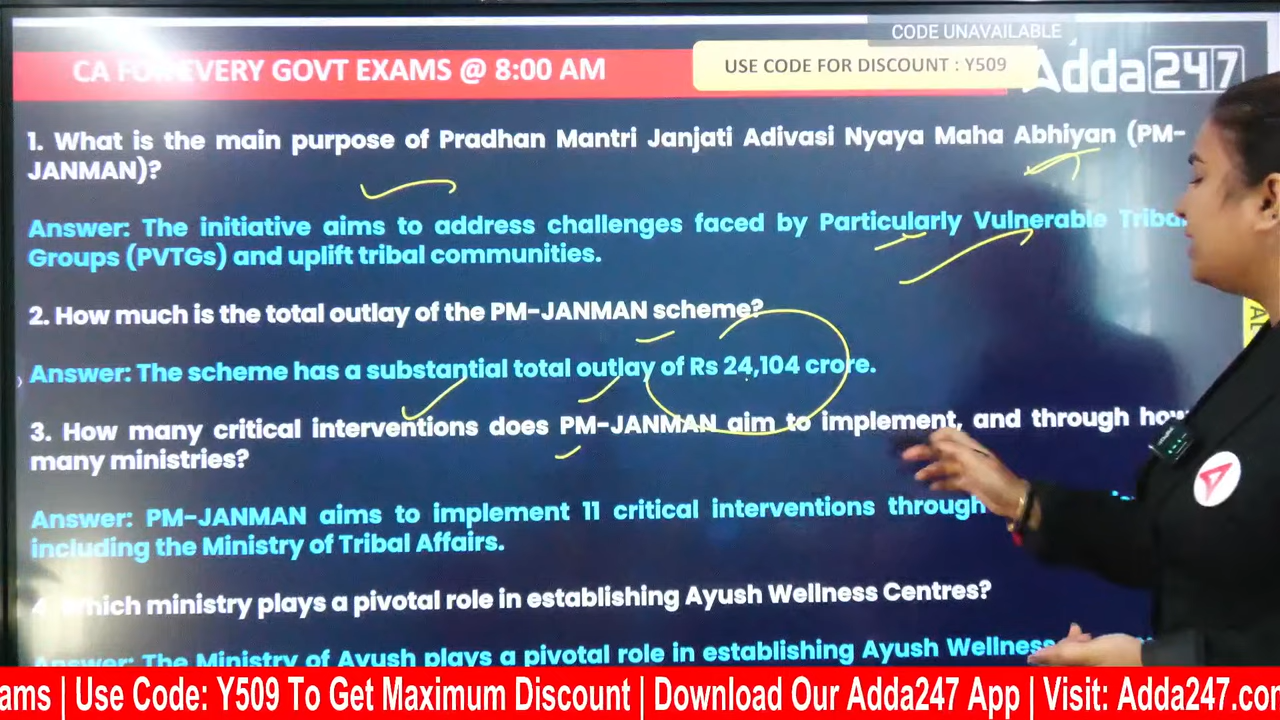 CODE UNAVAILABLE
CA FOR EVERY GOVT EXAMS @ 8:00 AM
USE CODE FOR DISCOUNT : Y509
Adda247
1. What is the main purpose of Pradhan Mantri Janjati Adivasi Nyaya Maha Abhiyan (PM-
JANMAN)?
Answer: The initiative aims to address challenges faced by Particularly Vulnerable Tribal
Groups (PVTGs) and uplift tribal communities.
2. How much is the total outlay of the PM-JANMAN scheme?
Answer: The scheme has a substantial total outlay of Rs 24,104 crore.
3. How many critical interventions does PM-JANMAN aim to implement, and through how
many ministries?
Answer: PM-JANMAN aims to implement 11 critical interventions through
including the Ministry of Tribal Affairs.
4. Which ministry plays a pivotal role in establishing Ayush Wellness Centres?
Answer: The Ministry of Ayush plays a pivotal role in establishing Ayush Wellness
ams | Use Code: Y509 To Get Maximum Discount | Download Our Adda247 App | Visit: Adda247.com